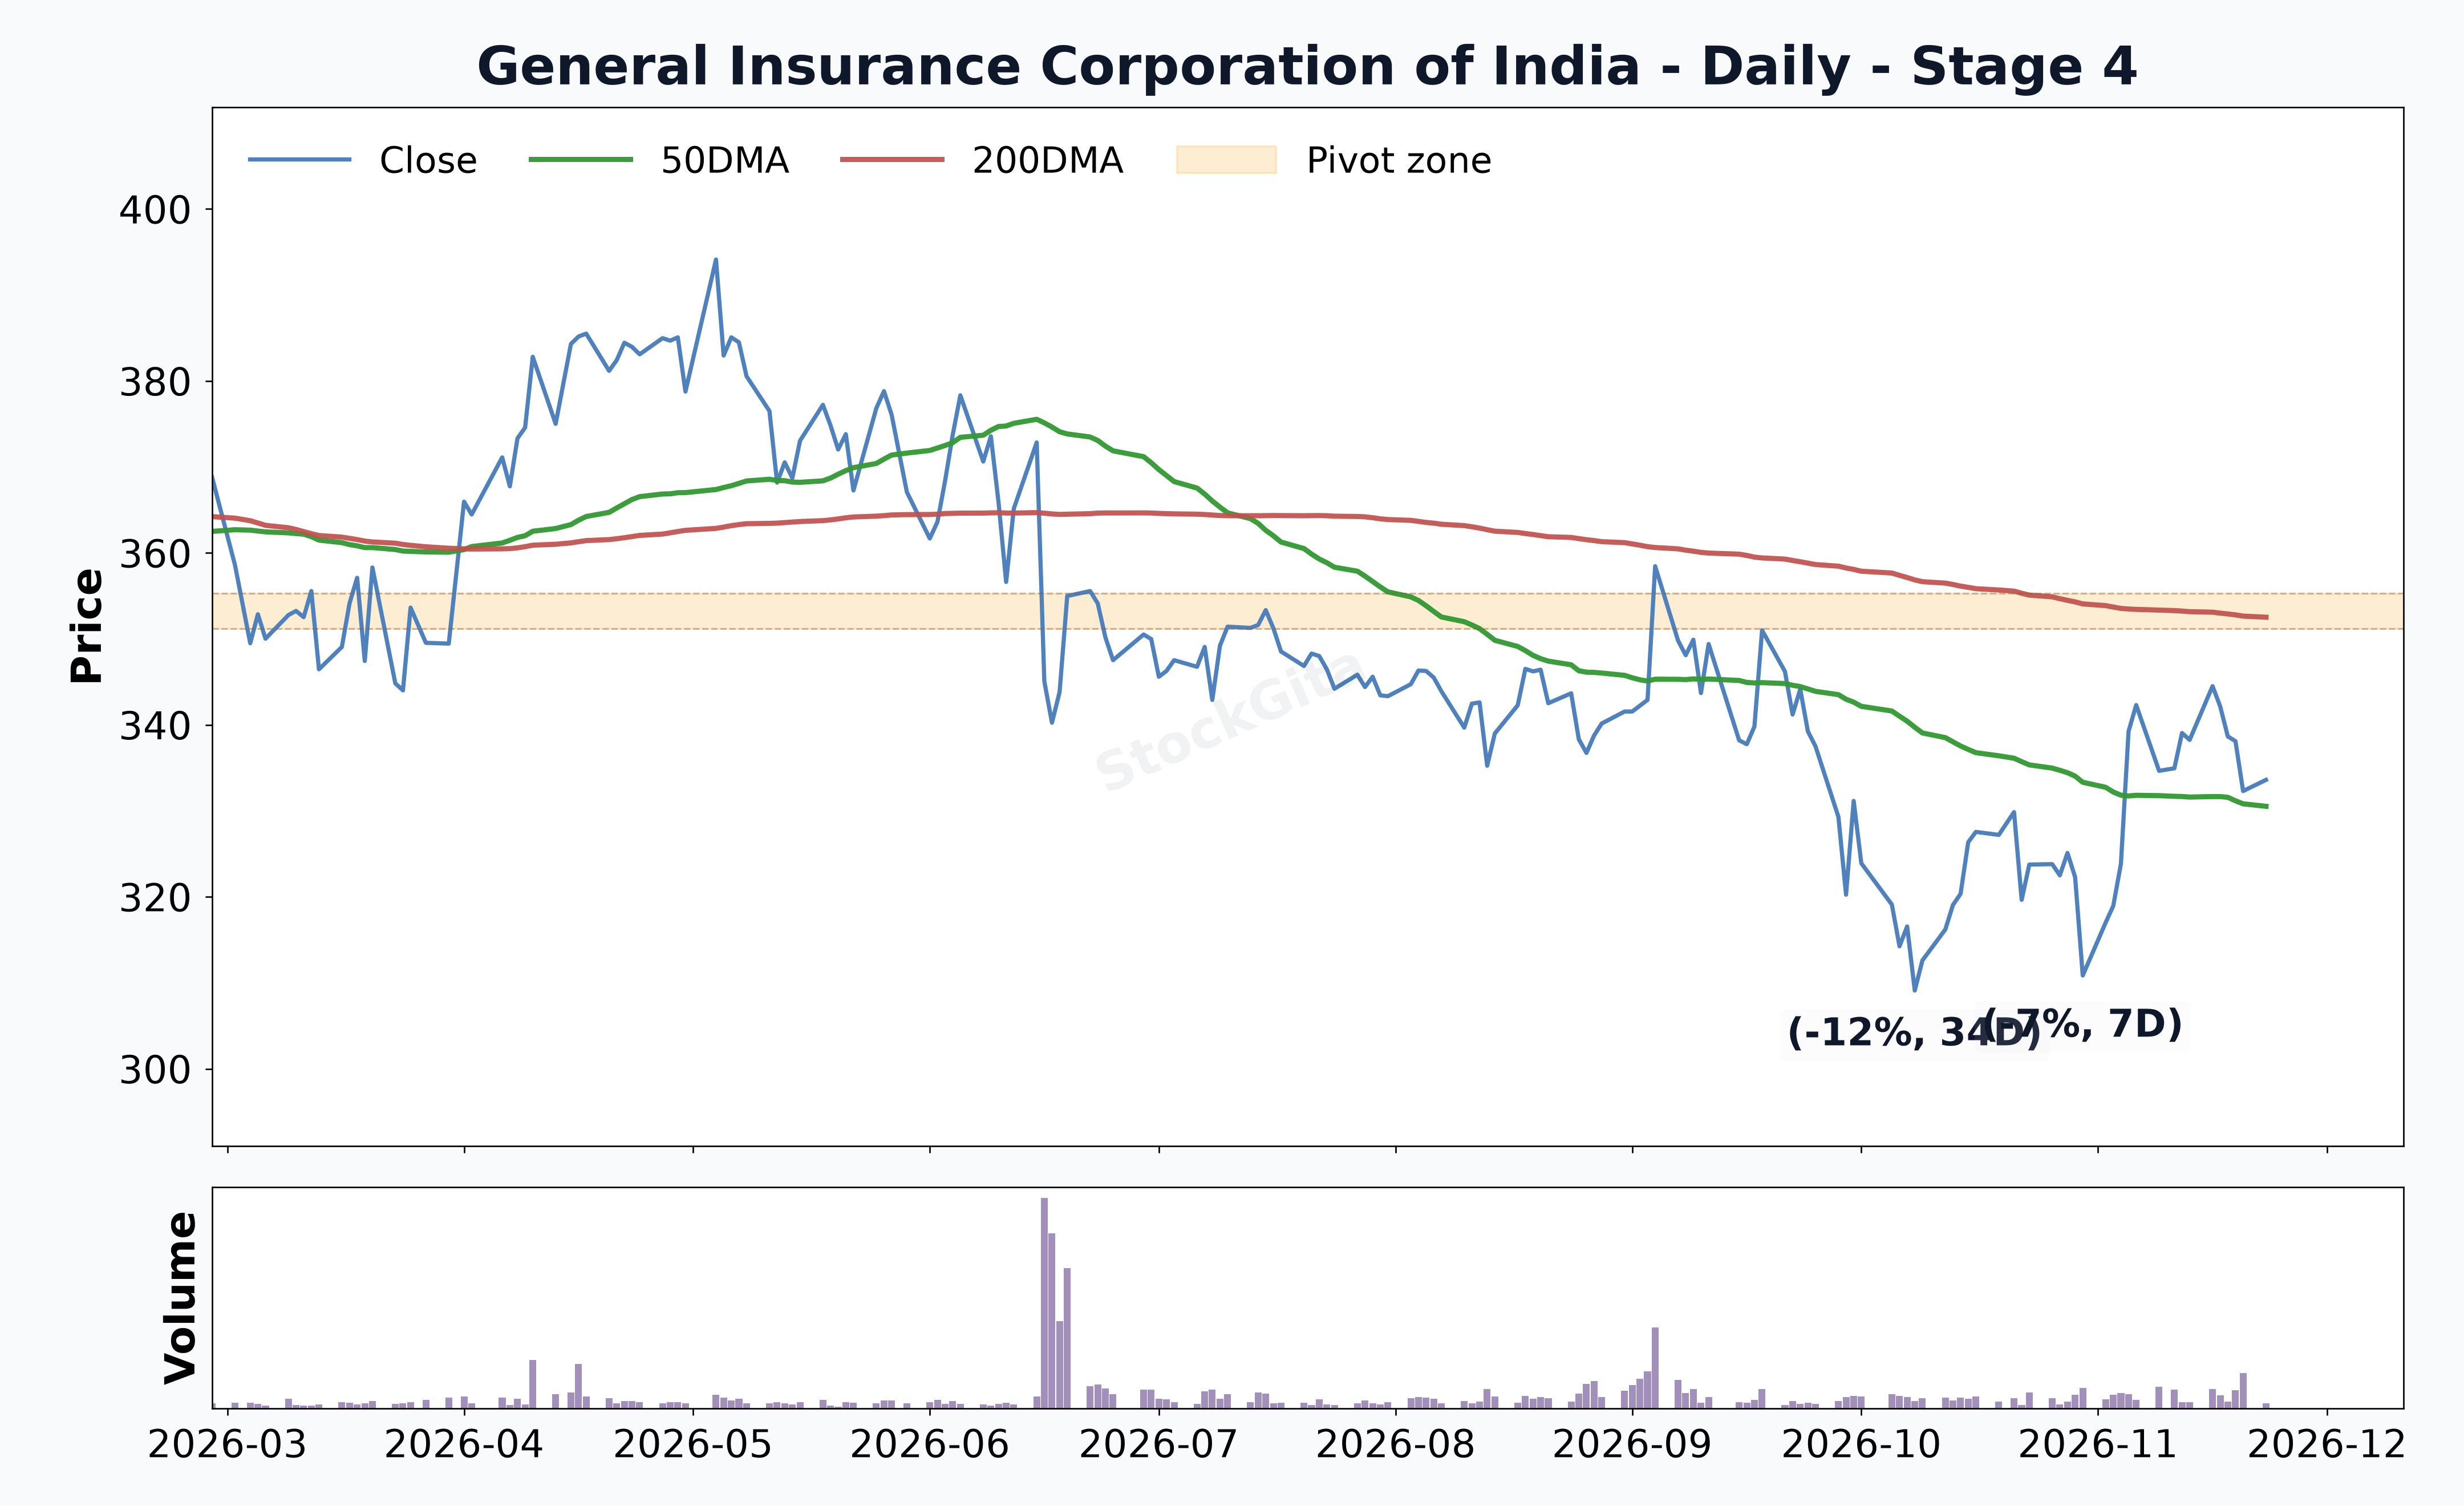 General Insurance Corporation of India - Daily - Stage 4
Close 50DMA 200DMA Pivot zone
Price
400
380
360
340
320
300
StockGita
(-12%, 34D)
(-7%, 7D)
Volume
2026-03 2026-04 2026-05 2026-06 2026-07 2026-08 2026-09 2026-10 2026-11 2026-12